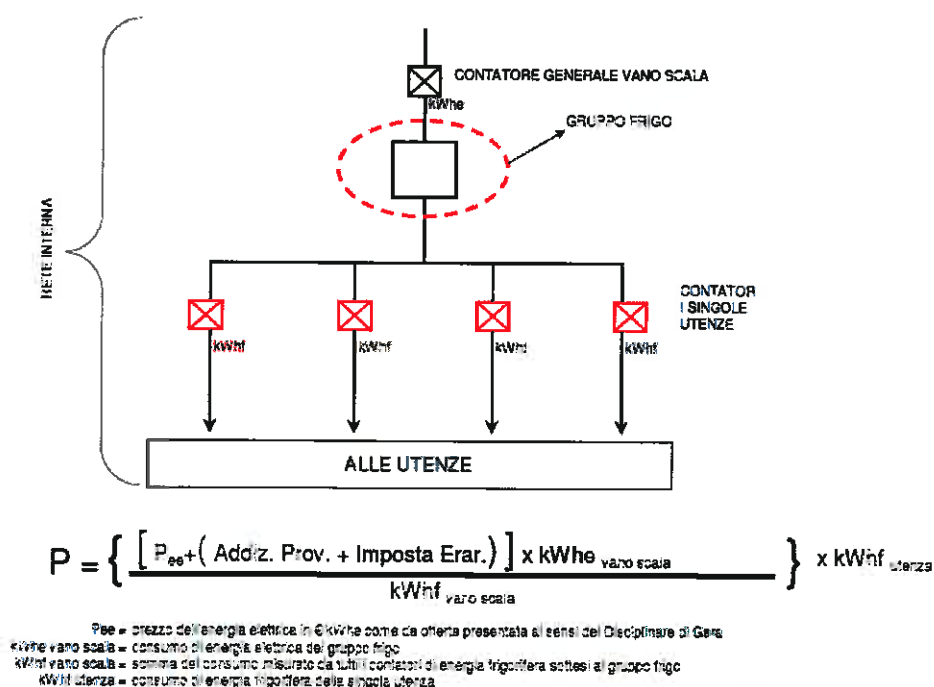 CONTATORE GENERALE VANO SCALA
kWhe
GRUPPO FRIGO
RETE INTERNA
CONTATOR
I SINGOLE
UTENZE
kWhf kWhf kWhf kWhf
ALLE UTENZE
P = { [ Pee+( Addiz. Prov. + Imposta Erar.) ] x kWhe vano scala } x kWhf utenza
kWhf vano scala
Pee = prezzo dell'energia elettrica in €/kWhe come da offerta presentata ai sensi del Disciplinare di Gara
kWhe vano scala = consumo di energia elettrica del gruppo frigo
kWhf vano scala = somma del consumo misurato da tutti i contatori di energia frigorifera sottesi al gruppo frigo
kWhf utenza = consumo di energia frigorifera della singola utenza